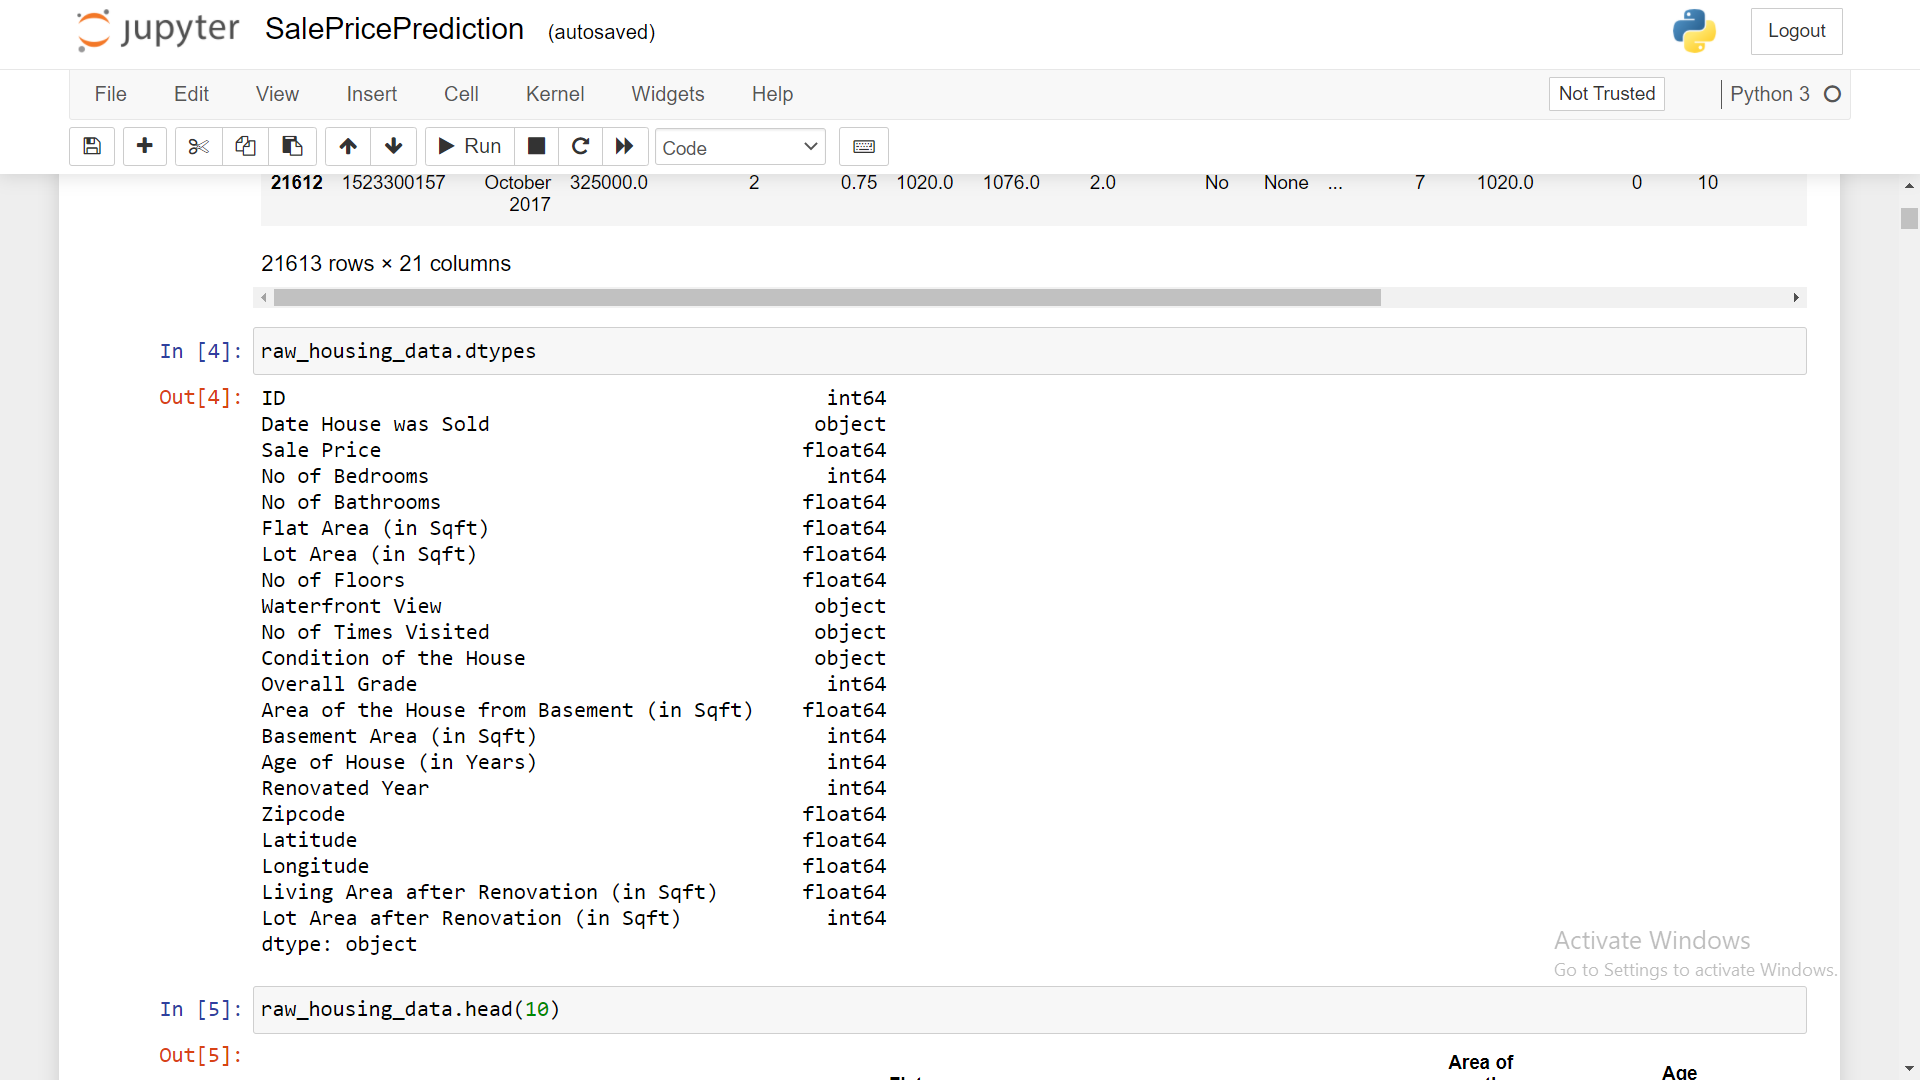 jupyter SalePricePrediction (autosaved) Logout
File Edit View Insert Cell Kernel Widgets Help Not Trusted Python 3
Run Code
21612 1523300157 October 325000.0 2 0.75 1020.0 1076.0 2.0 No None ... 7 1020.0 0 10
2017
21613 rows × 21 columns
In [4]: raw_housing_data.dtypes
Out[4]: ID int64
Date House was Sold object
Sale Price float64
No of Bedrooms int64
No of Bathrooms float64
Flat Area (in Sqft) float64
Lot Area (in Sqft) float64
No of Floors float64
Waterfront View object
No of Times Visited object
Condition of the House object
Overall Grade int64
Area of the House from Basement (in Sqft) float64
Basement Area (in Sqft) int64
Age of House (in Years) int64
Renovated Year int64
Zipcode float64
Latitude float64
Longitude float64
Living Area after Renovation (in Sqft) float64
Lot Area after Renovation (in Sqft) int64
dtype: object
Activate Windows
Go to Settings to activate Windows.
In [5]: raw_housing_data.head(10)
Out[5]:
Area of
Age